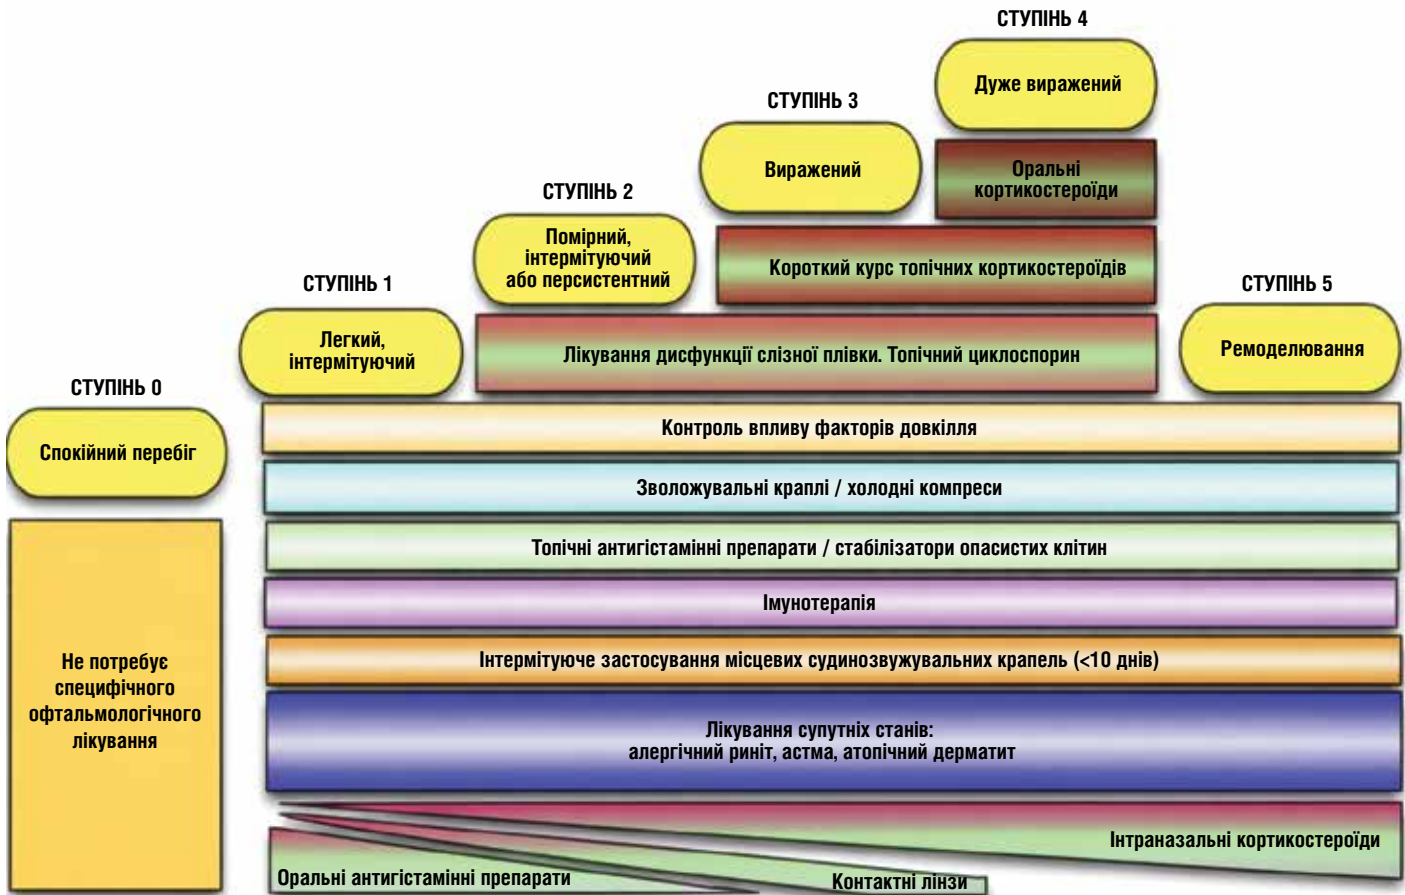 СТУПІНЬ 4
Дуже виражений
СТУПІНЬ 3
Виражений
Оральні
кортикостероїди
СТУПІНЬ 2
Помірний,
інтермітуючий
або персистентний
Короткий курс топічних кортикостероїдів
СТУПІНЬ 1
Легкий,
інтермітуючий
Лікування дисфункції слізної плівки. Топічний циклоспорин
СТУПІНЬ 5
Ремоделювання
СТУПІНЬ 0
Спокійний перебіг
Контроль впливу факторів довкілля
Зволожувальні краплі / холодні компреси
Топічні антигістамінні препарати / стабілізатори опасистих клітин
Імунотерапія
Інтермітуюче застосування місцевих судинозвужувальних крапель (<10 днів)
Не потребує
специфічного
офтальмологічного
лікування
Лікування супутніх станів:
алергічний риніт, астма, атопічний дерматит
Інтраназальні кортикостероїди
Оральні антигістамінні препарати
Контактні лінзи